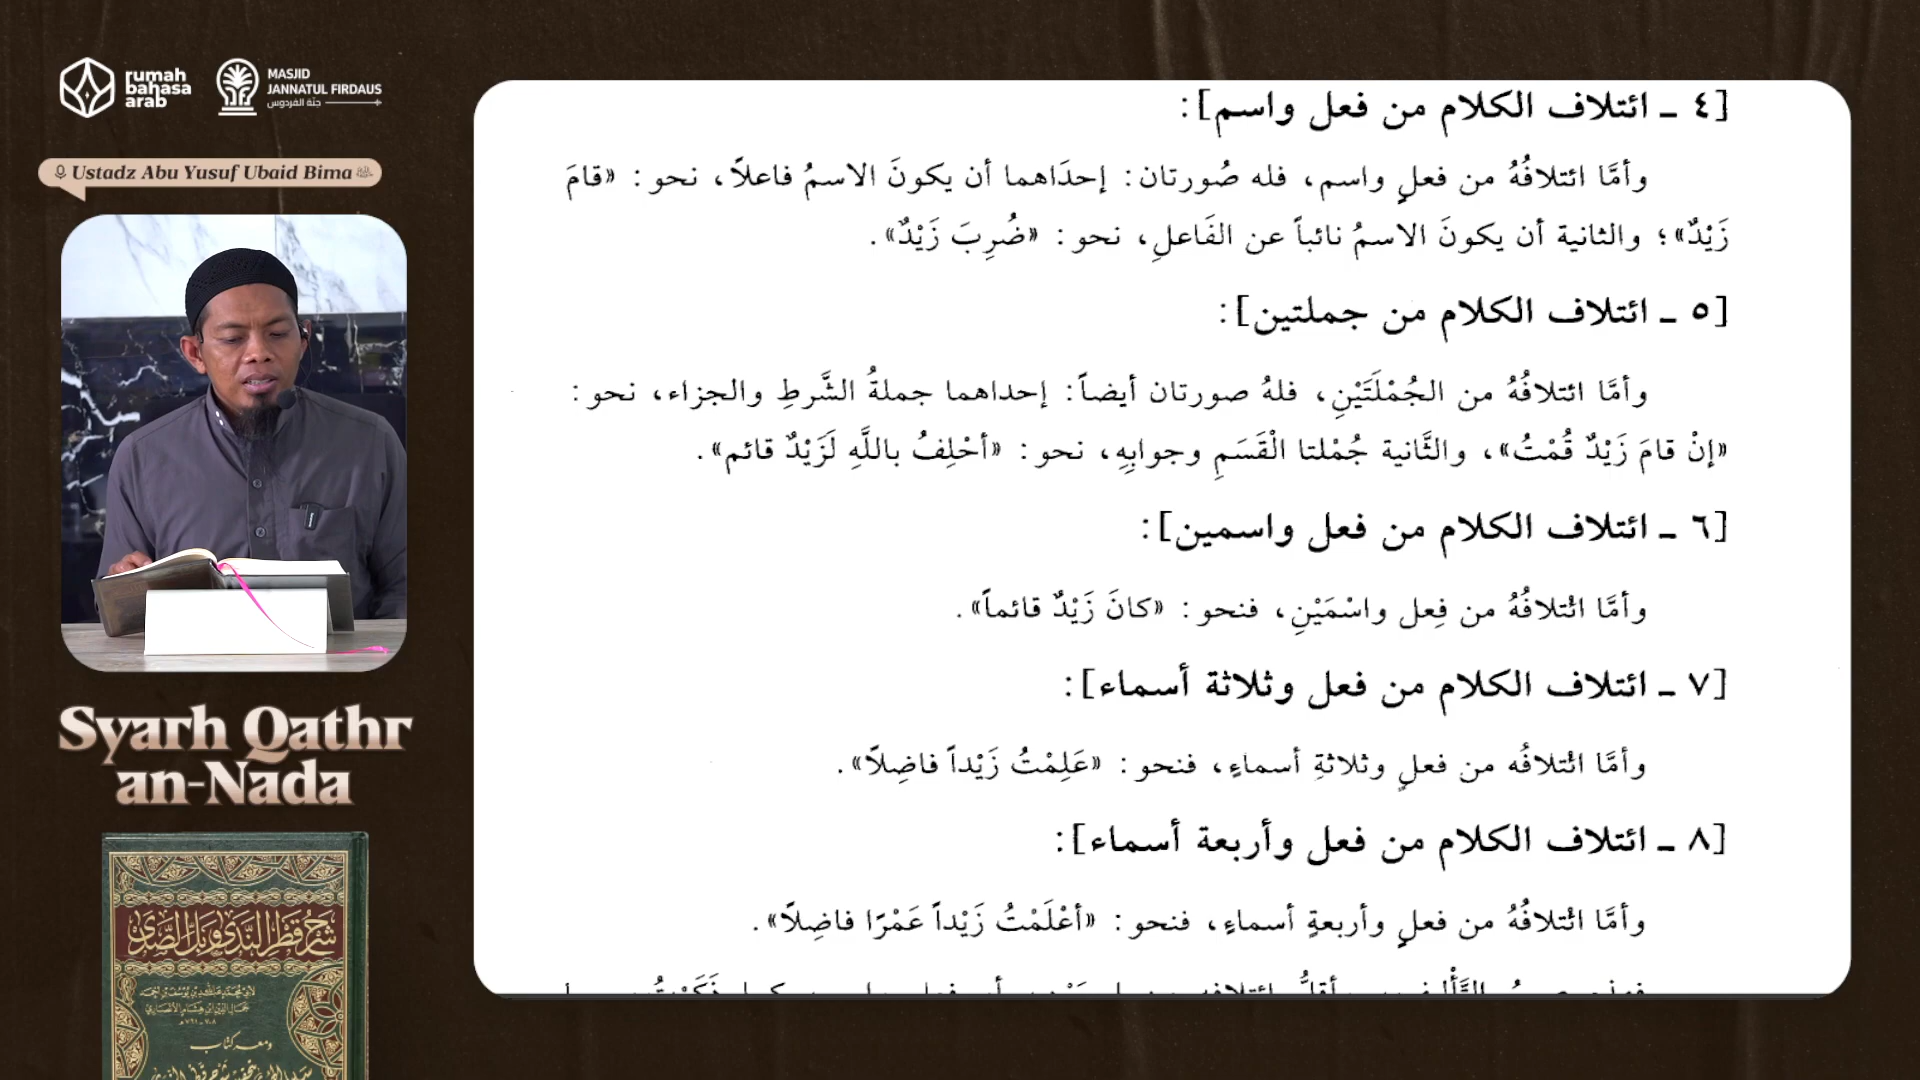 rumah
bahasa
arab
MASJID
JANNATUL FIRDAUS
جنّة الفردوس
Ustadz Abu Yusuf Ubaid Bima
Syarh Qathr
an-Nada
شرح قطر الندى وبل الصدى
[٤ ـ ائتلاف الكلام من فعل واسم]:
وأمَّا ائتلافُهُ من فعلٍ واسم، فله صُورتان: إحدَاهما أن يكونَ الاسمُ فاعلاً، نحو: «قامَ
زَيْدٌ»؛ والثانية أن يكونَ الاسمُ نائباً عن الفَاعلِ، نحو: «ضُرِبَ زَيْدٌ».
[٥ ـ ائتلاف الكلام من جملتين]:
وأمَّا ائتلافُهُ من الجُمْلَتَيْنِ، فلهُ صورتان أيضاً: إحداهما جملةُ الشَّرطِ والجزاء، نحو:
«إنْ قامَ زَيْدٌ قُمْتُ»، والثَّانية جُمْلتا الْقَسَمِ وجوابِهِ، نحو: «أحْلِفُ باللَّهِ لَزَيْدٌ قائم».
[٦ ـ ائتلاف الكلام من فعل واسمين]:
وأمَّا ائْتلافُهُ من فِعل واسْمَيْنِ، فنحو: «كانَ زَيْدٌ قائماً».
[٧ ـ ائتلاف الكلام من فعل وثلاثة أسماء]:
وأمَّا ائْتلافُه من فعلٍ وثلاثةِ أسماءٍ، فنحو: «عَلِمْتُ زَيْداً فاضِلاً».
[٨ ـ ائتلاف الكلام من فعل وأربعة أسماء]:
وأمَّا ائْتلافُهُ من فعلٍ وأربعةِ أسماءٍ، فنحو: «أعْلَمْتُ زَيْداً عَمْرًا فاضِلاً».